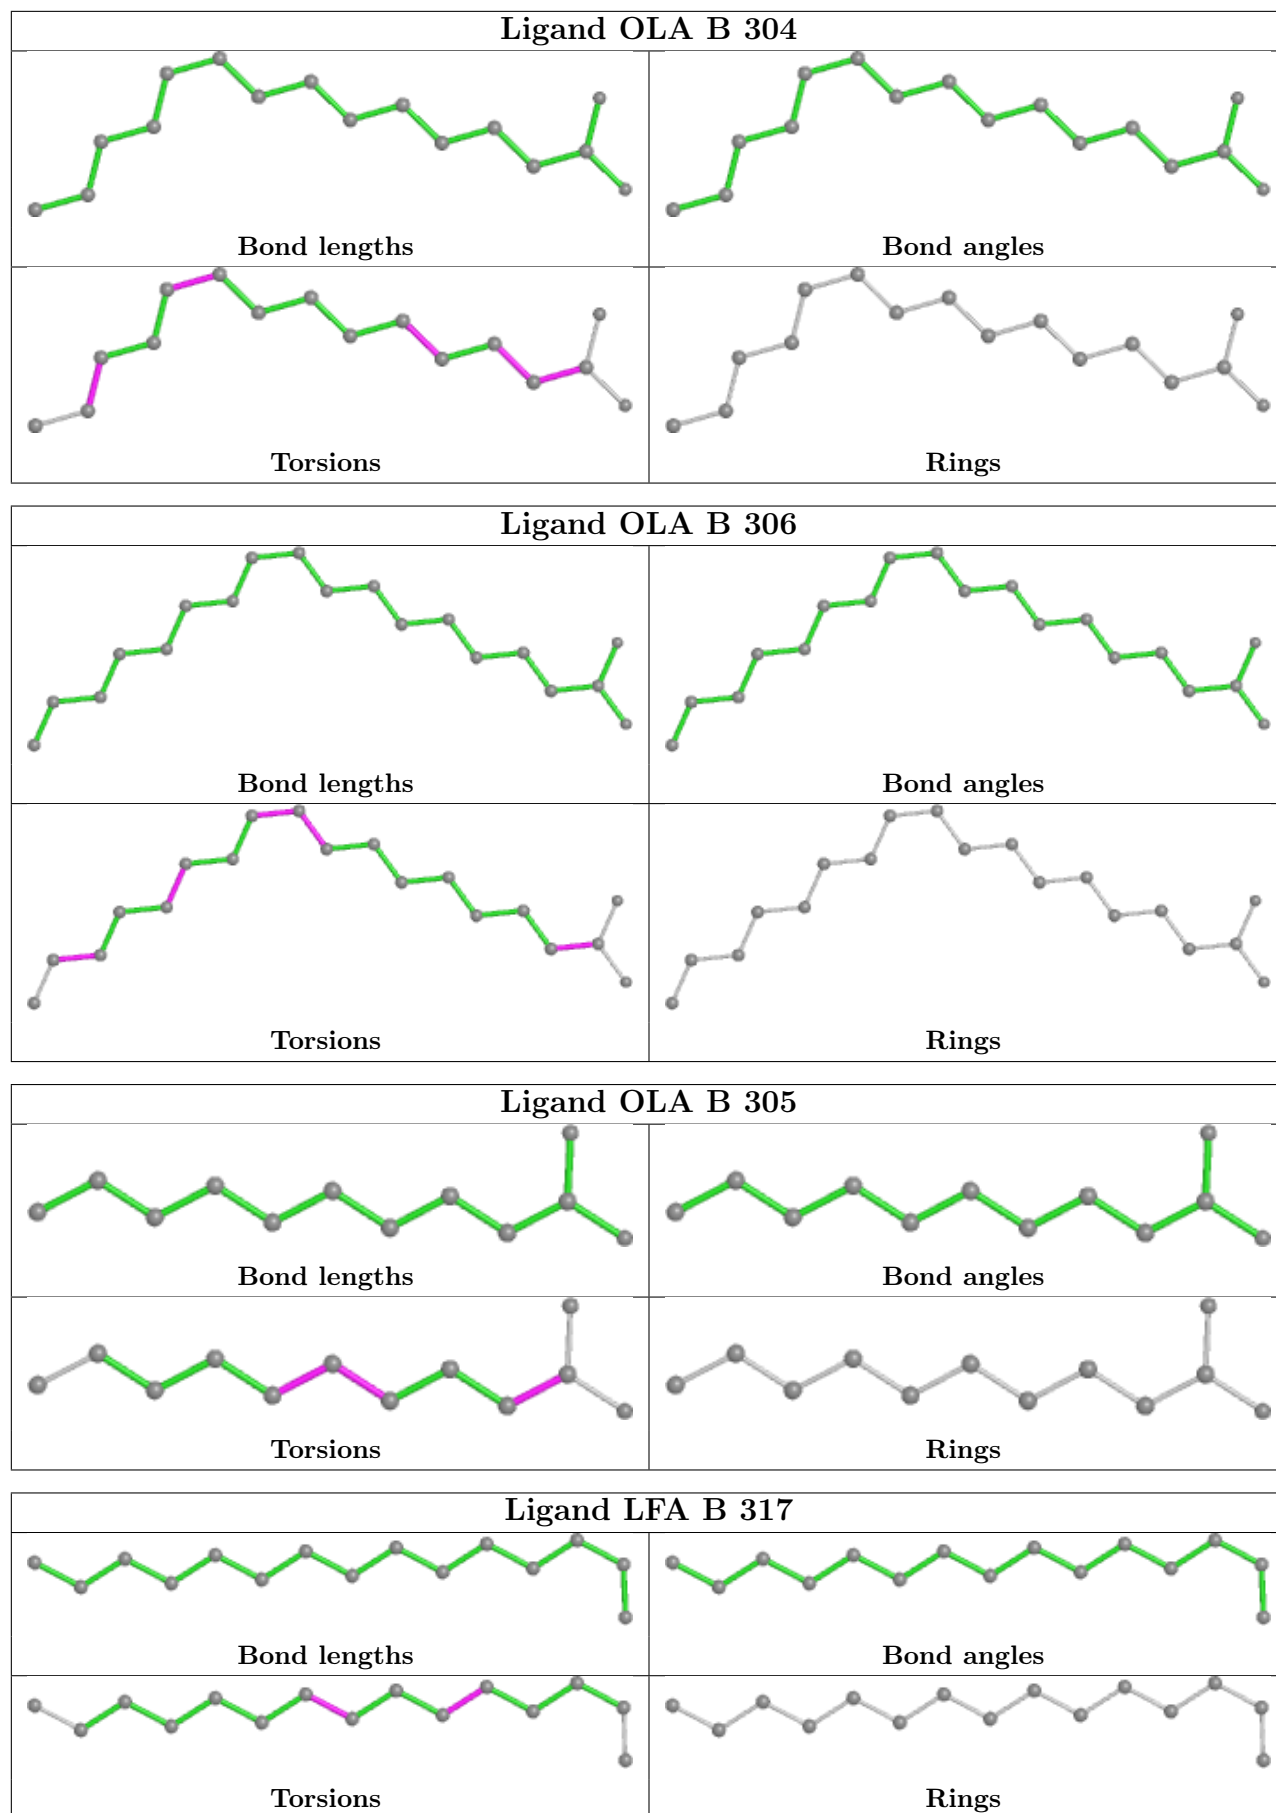 Ligand OLA B 304
Bond lengths
Bond angles
Torsions
Rings
Ligand OLA B 306
Bond lengths
Bond angles
Torsions
Rings
Ligand OLA B 305
Bond lengths
Bond angles
Torsions
Rings
Ligand LFA B 317
Bond lengths
Bond angles
Torsions
Rings